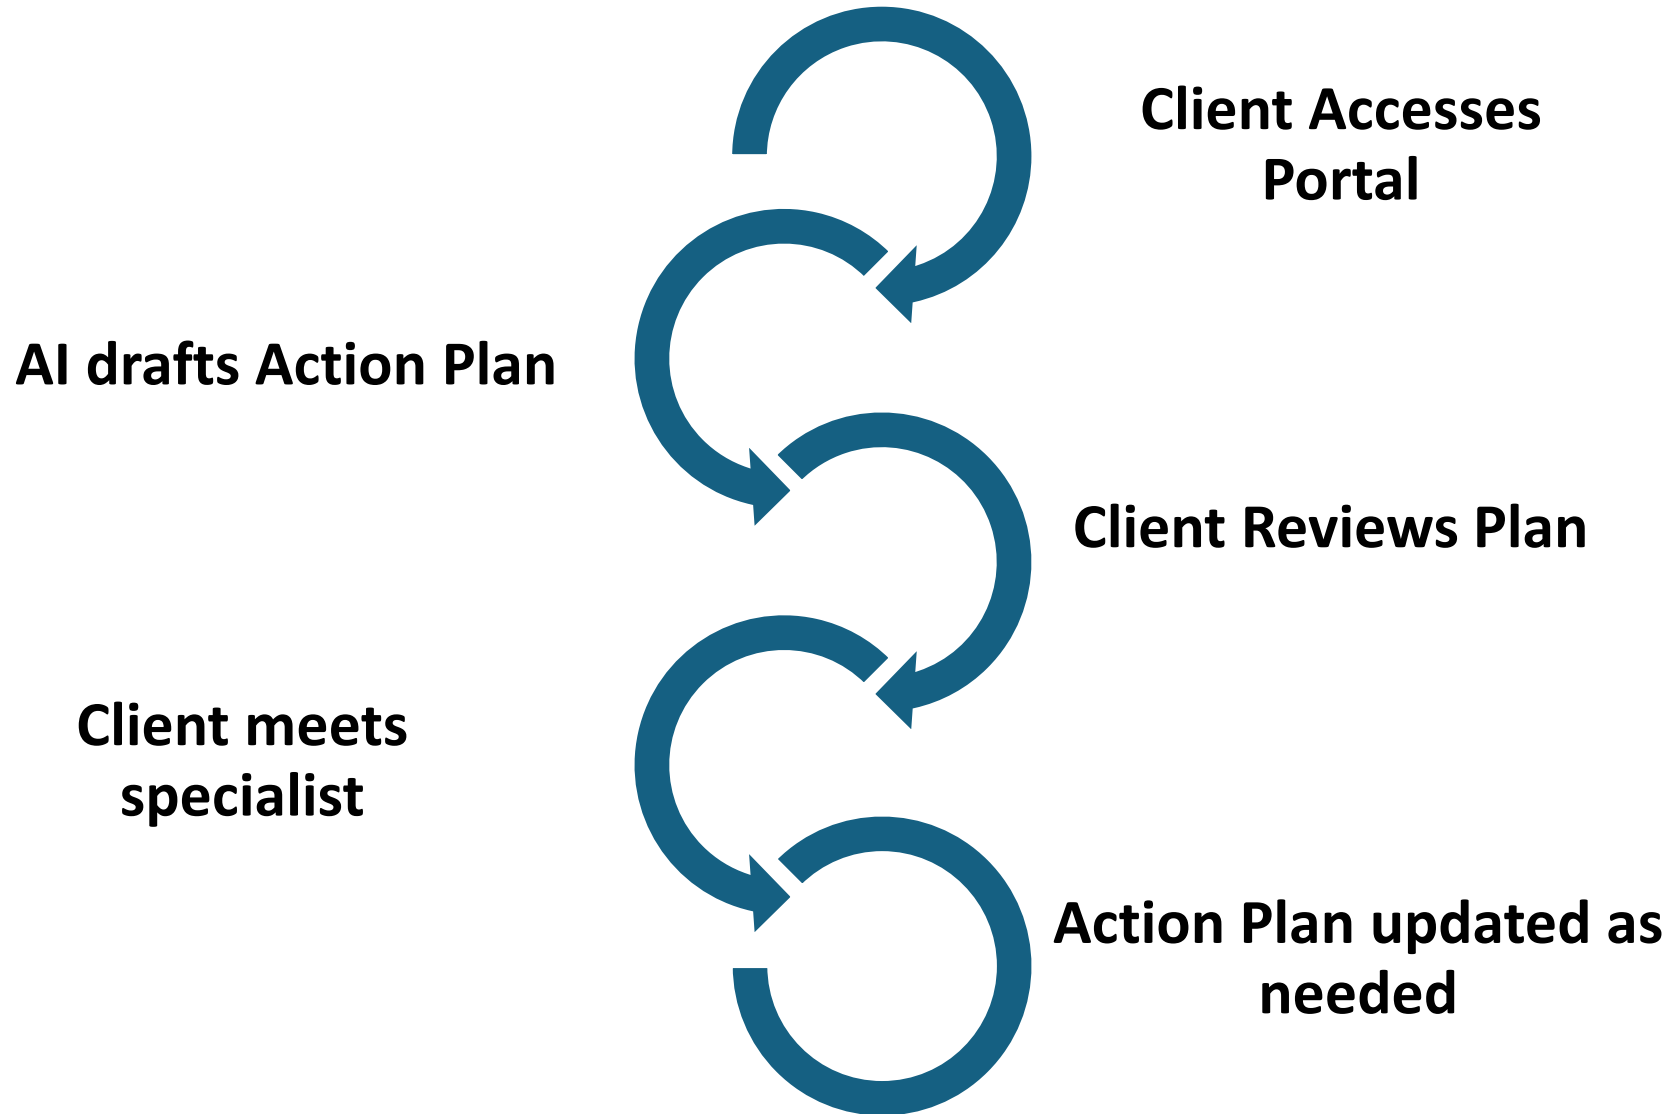 Client Accesses
Portal
AI drafts Action Plan
Client Reviews Plan
Client meets
specialist
Action Plan updated as
needed